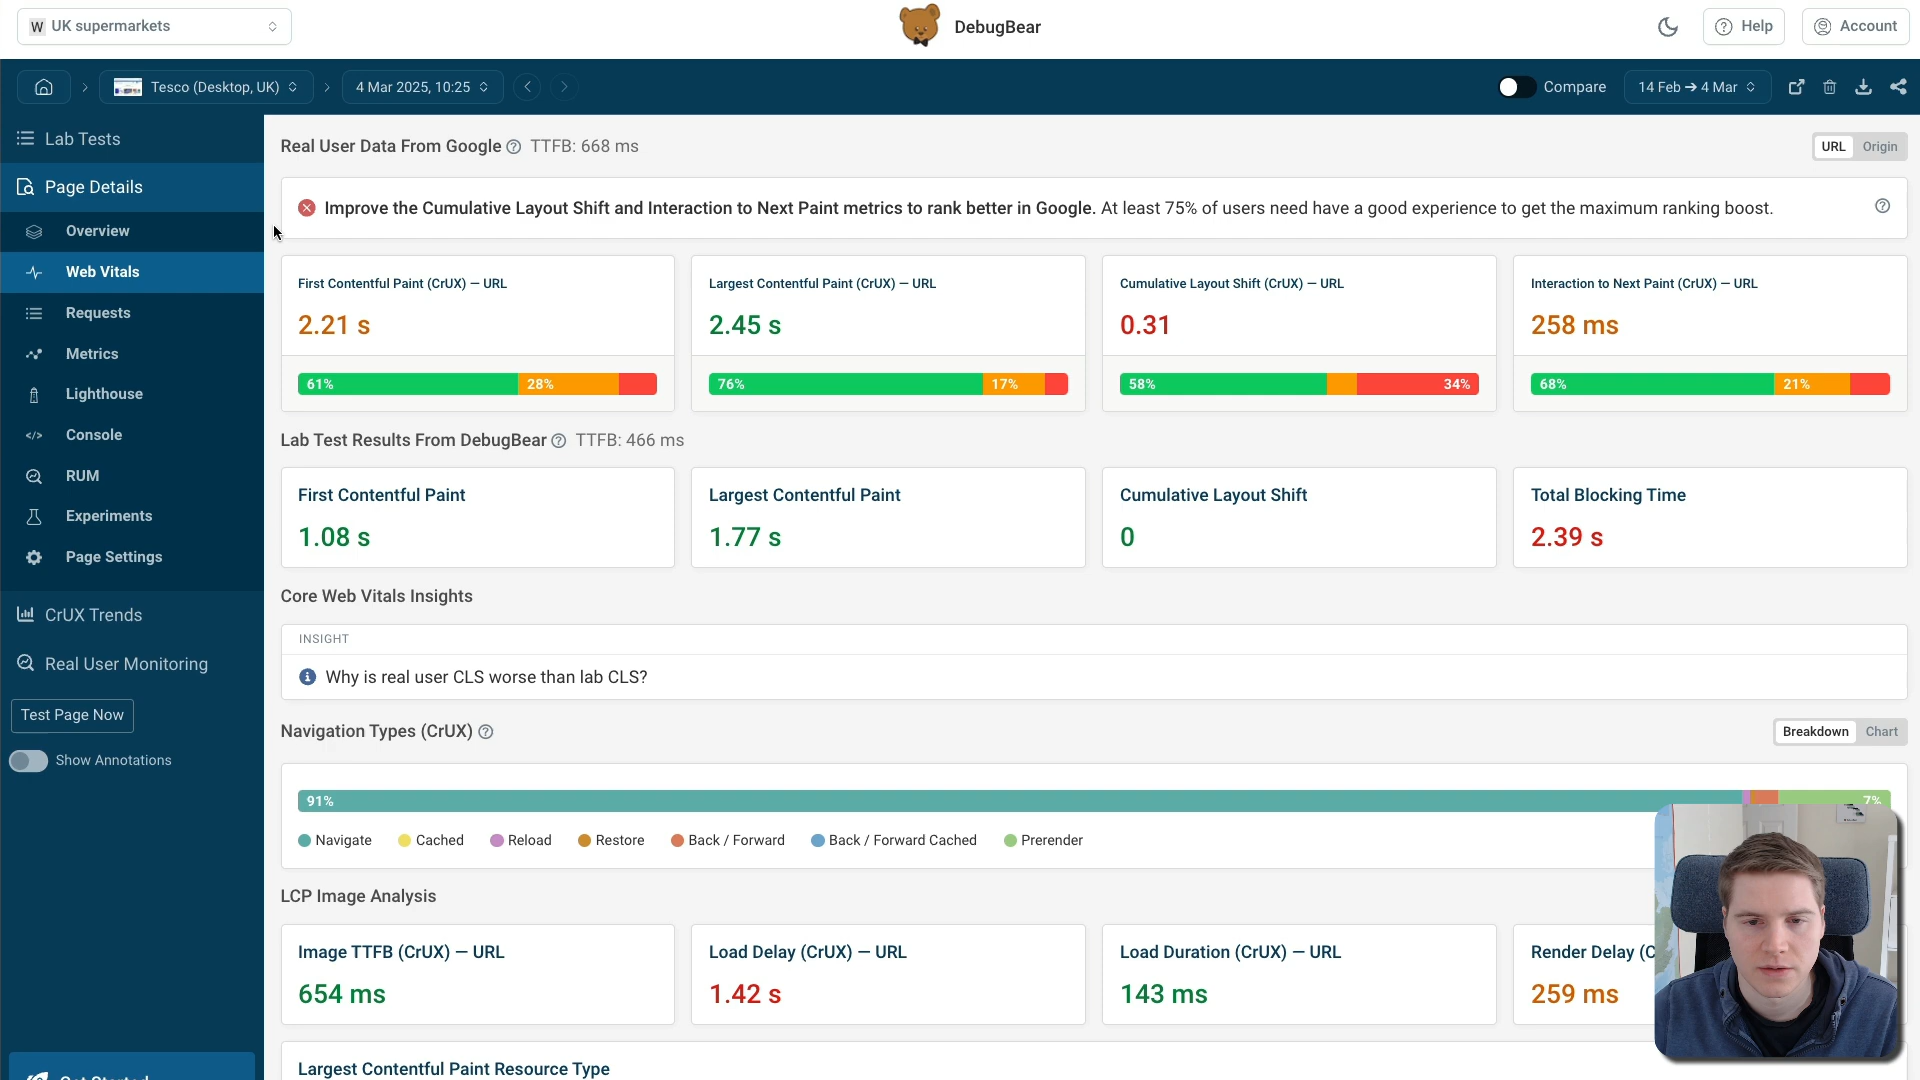 W UK supermarkets
DebugBear
Help
Account
Tesco (Desktop, UK)
4 Mar 2025, 10:25
Compare
14 Feb → 4 Mar
Lab Tests
Page Details
Overview
Web Vitals
Requests
Metrics
Lighthouse
Console
RUM
Experiments
Page Settings
CrUX Trends
Real User Monitoring
Test Page Now
Show Annotations
Real User Data From Google TTFB: 668 ms
URL Origin
Improve the Cumulative Layout Shift and Interaction to Next Paint metrics to rank better in Google. At least 75% of users need have a good experience to get the maximum ranking boost.
First Contentful Paint (CrUX) — URL
2.21 s
61% 28%
Largest Contentful Paint (CrUX) — URL
2.45 s
76% 17%
Cumulative Layout Shift (CrUX) — URL
0.31
58% 34%
Interaction to Next Paint (CrUX) — URL
258 ms
68% 21%
Lab Test Results From DebugBear TTFB: 466 ms
First Contentful Paint
1.08 s
Largest Contentful Paint
1.77 s
Cumulative Layout Shift
0
Total Blocking Time
2.39 s
Core Web Vitals Insights
INSIGHT
Why is real user CLS worse than lab CLS?
Navigation Types (CrUX)
Breakdown Chart
91% 7%
Navigate Cached Reload Restore Back / Forward Back / Forward Cached Prerender
LCP Image Analysis
Image TTFB (CrUX) — URL
654 ms
Load Delay (CrUX) — URL
1.42 s
Load Duration (CrUX) — URL
143 ms
Render Delay (C
259 ms
Largest Contentful Paint Resource Type